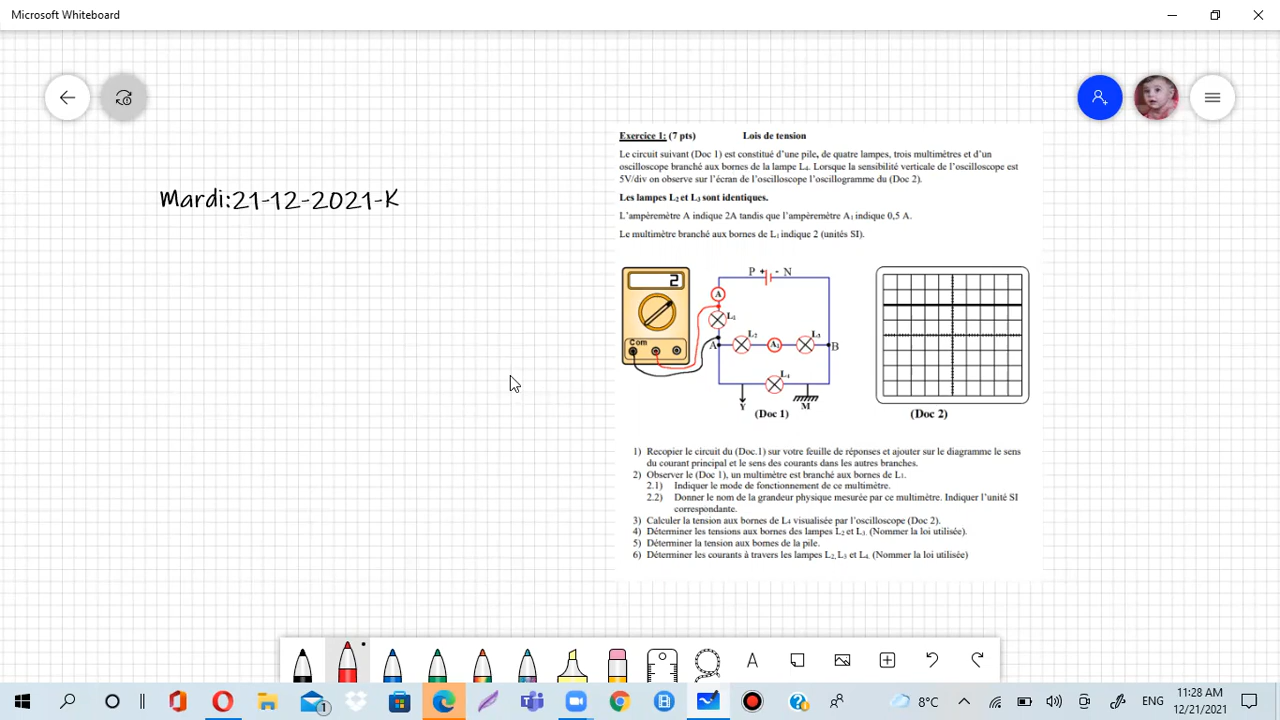 Microsoft Whiteboard
Mardi:21-12-2021-K
Exercice 1: (7 pts) Lois de tension
Le circuit suivant (Doc 1) est constitué d'une pile, de quatre lampes, trois multimètres et d'un
oscilloscope branché aux bornes de la lampe L₄. Lorsque la sensibilité verticale de l'oscilloscope est
5V/div on observe sur l'écran de l'oscilloscope l'oscillogramme du (Doc 2).
Les lampes L₂ et L₃ sont identiques.
L'ampèremètre A indique 2A tandis que l'ampèremètre A₁ indique 0,5 A.
Le multimètre branché aux bornes de L₁ indique 2 (unités SI).
P + - N
2
A
L₁
Com
A
L₂
A₁
L₃
B
L₄
Y
M
(Doc 1)
(Doc 2)
1) Recopier le circuit du (Doc.1) sur votre feuille de réponses et ajouter sur le diagramme le sens
du courant principal et le sens des courants dans les autres branches.
2) Observer le (Doc 1), un multimètre est branché aux bornes de L₁.
2.1) Indiquer le mode de fonctionnement de ce multimètre.
2.2) Donner le nom de la grandeur physique mesurée par ce multimètre. Indiquer l'unité SI
correspondante.
3) Calculer la tension aux bornes de L₄ visualisée par l'oscilloscope (Doc 2).
4) Déterminer les tensions aux bornes des lampes L₂ et L₃. (Nommer la loi utilisée).
5) Déterminer la tension aux bornes de la pile.
6) Déterminer les courants à travers les lampes L₂, L₃ et L₄. (Nommer la loi utilisée)
A
1
8°C
ENG
11:28 AM
12/21/2021